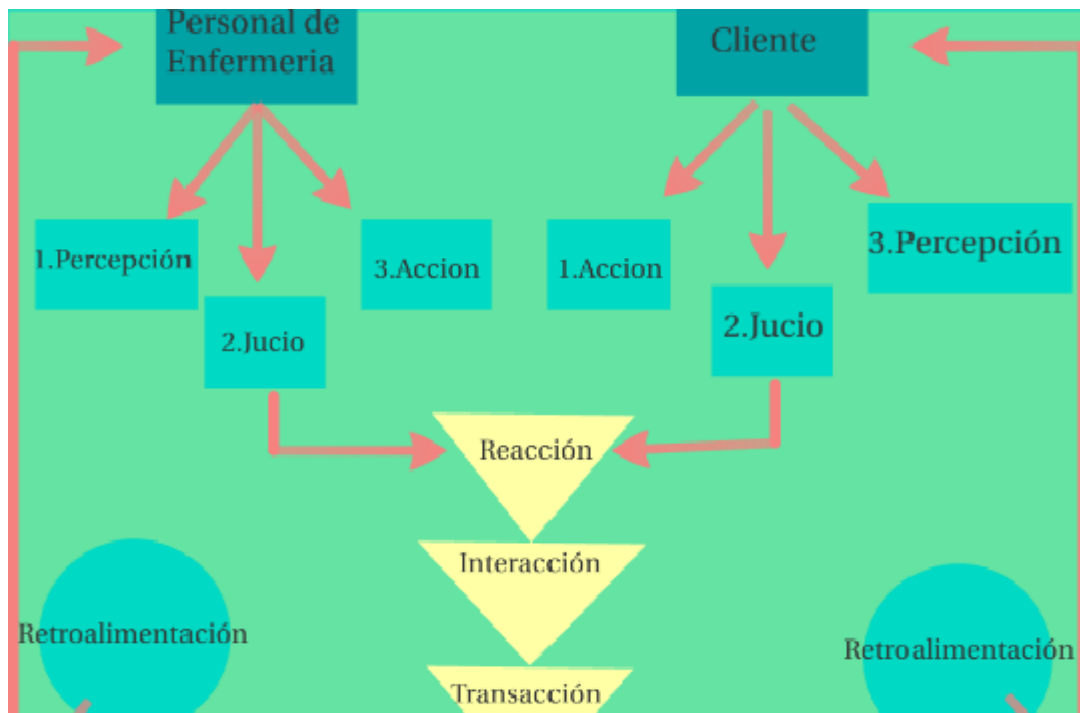 Personal de
Enfermeria
Cliente
1.Percepción
2.Jucio
3.Accion
1.Accion
2.Jucio
3.Percepción
Reacción
Interacción
Transacción
Retroalimentación
Retroalimentación